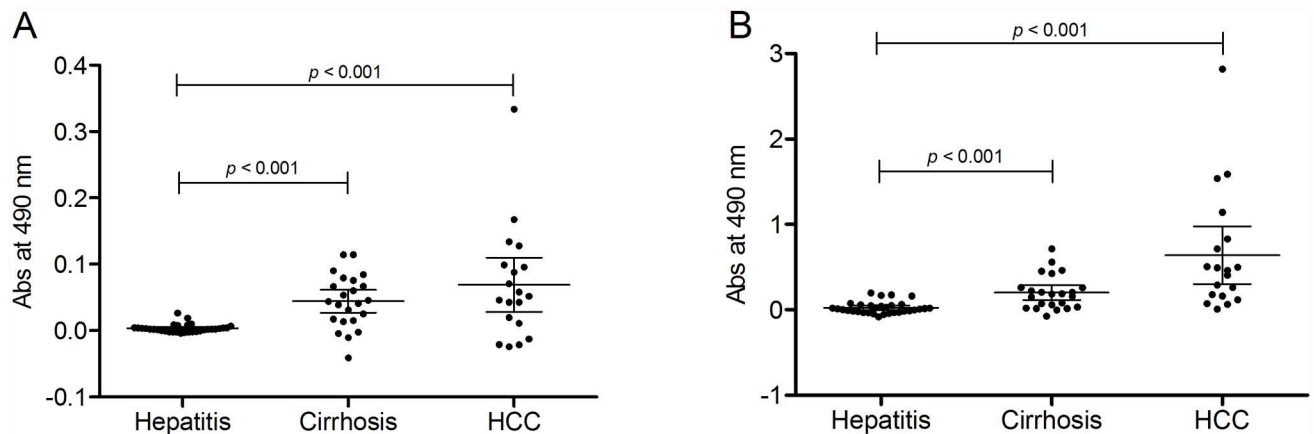 A
p < 0.001
p < 0.001
Abs at 490 nm
0.4
0.3
0.2
0.1
0.0
-0.1
Hepatitis Cirrhosis HCC
B
p < 0.001
p < 0.001
Abs at 490 nm
3
2
1
0
-1
Hepatitis Cirrhosis HCC